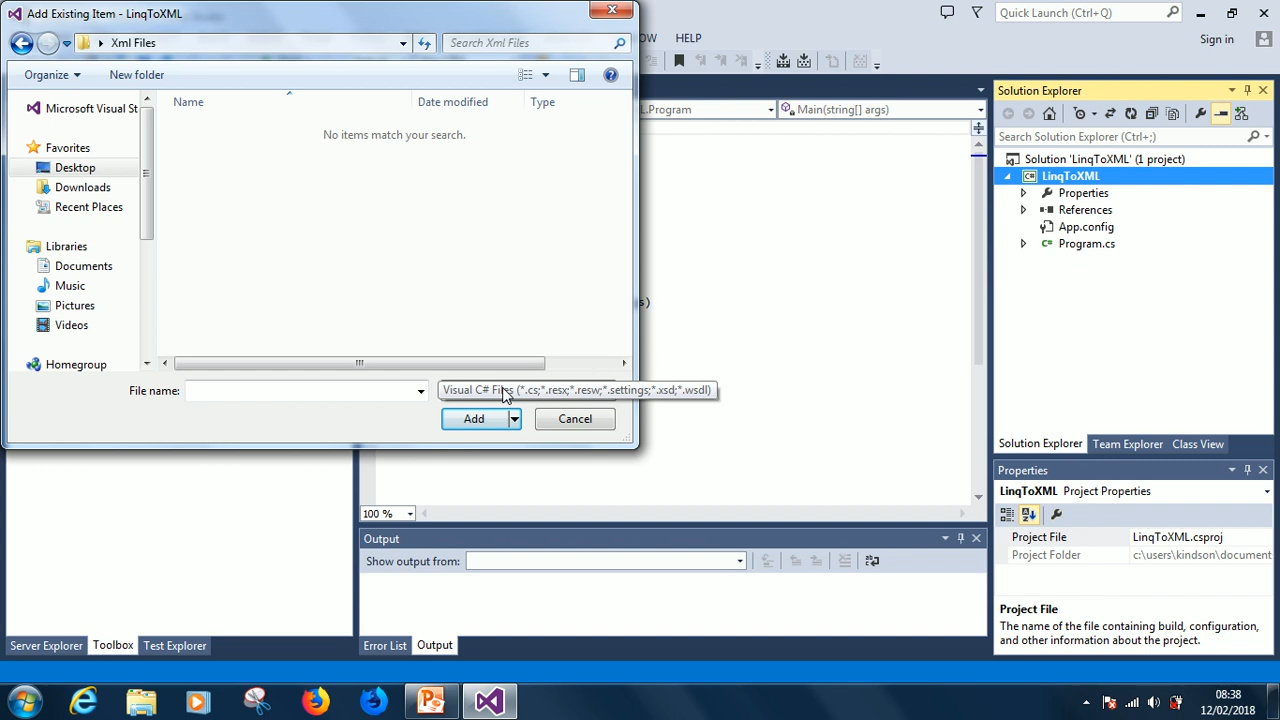 Add Existing Item - LinqToXML
Quick Launch (Ctrl+Q)
Xml Files
Search Xml Files
HELP
Sign in
Organize
New folder
Name
Date modified
Type
No items match your search.
Microsoft Visual St
Favorites
Desktop
Downloads
Recent Places
Libraries
Documents
Music
Pictures
Videos
Homegroup
File name:
Visual C# Files (*.cs;*.resx;*.resw;*.settings;*.xsd;*.wsdl)
Add
Cancel
L.Program
Main(string[] args)
s)
100 %
Solution Explorer
Search Solution Explorer (Ctrl+;)
Solution 'LinqToXML' (1 project)
LinqToXML
Properties
References
App.config
Program.cs
Solution Explorer
Team Explorer
Class View
Properties
LinqToXML Project Properties
Project File
LinqToXML.csproj
Project Folder
c:\users\kindson\document
Project File
The name of the file containing build, configuration,
and other information about the project.
Output
Show output from:
Server Explorer
Toolbox
Test Explorer
Error List
Output
08:38
12/02/2018